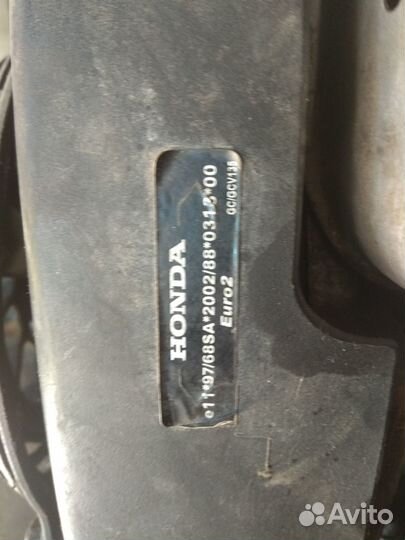 HONDA
e11*97/68SA*2002/88*0315*00
Euro2
GC/GCV135
Avito